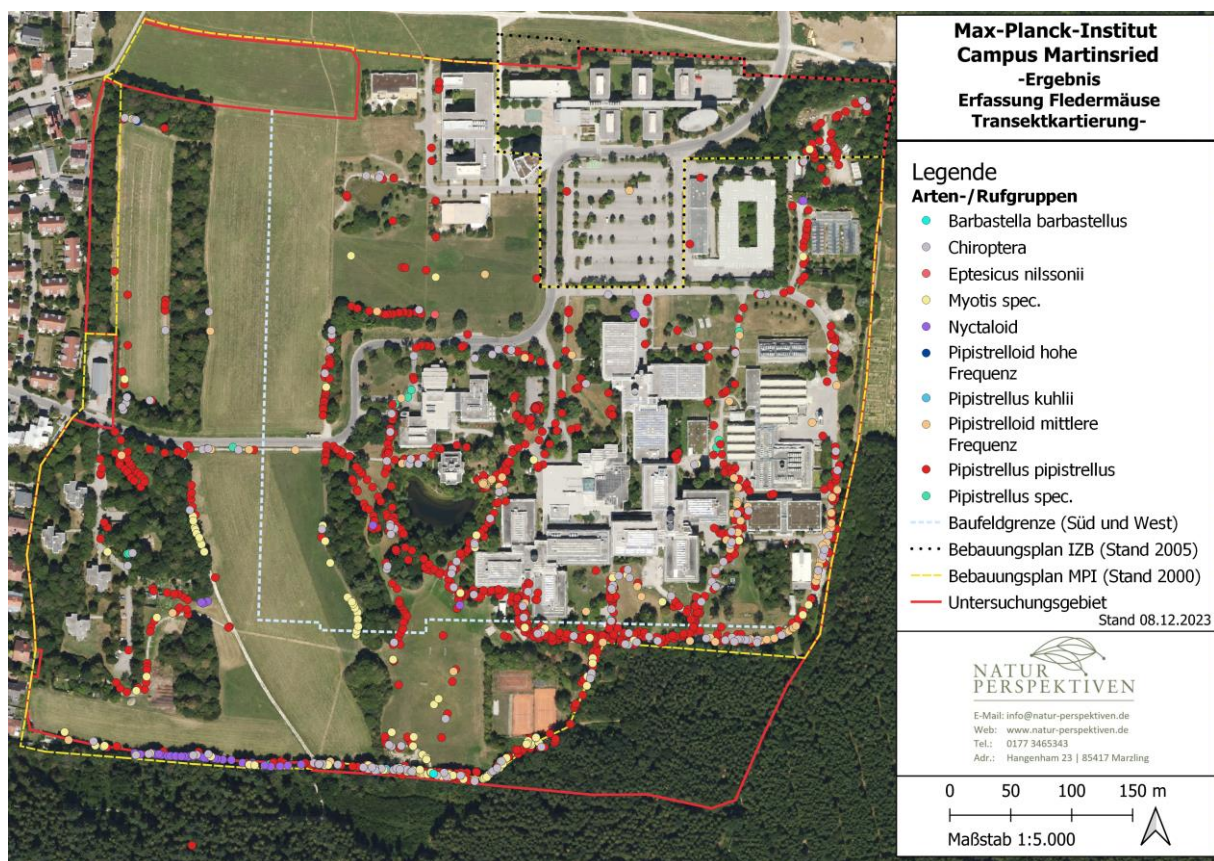 Max-Planck-Institut
Campus Martinsried
-Ergebnis
Erfassung Fledermäuse
Transektkartierung-
Legende
Arten-/Rufgruppen
Barbastella barbastellus
Chiroptera
Eptesicus nilssonii
Myotis spec.
Nyctaloid
Pipistrelloid hohe
Frequenz
Pipistrellus kuhlii
Pipistrelloid mittlere
Frequenz
Pipistrellus pipistrellus
Pipistrellus spec.
Baufeldgrenze (Süd und West)
Bebauungsplan IZB (Stand 2005)
Bebauungsplan MPI (Stand 2000)
Untersuchungsgebiet
Stand 08.12.2023
NATUR
PERSPEKTIVEN
E-Mail: info@natur-perspektiven.de
Web: www.natur-perspektiven.de
Tel.: 0177 3465343
Adr.: Hangenham 23 | 85417 Marzling
0 50 100 150 m
Maßstab 1:5.000